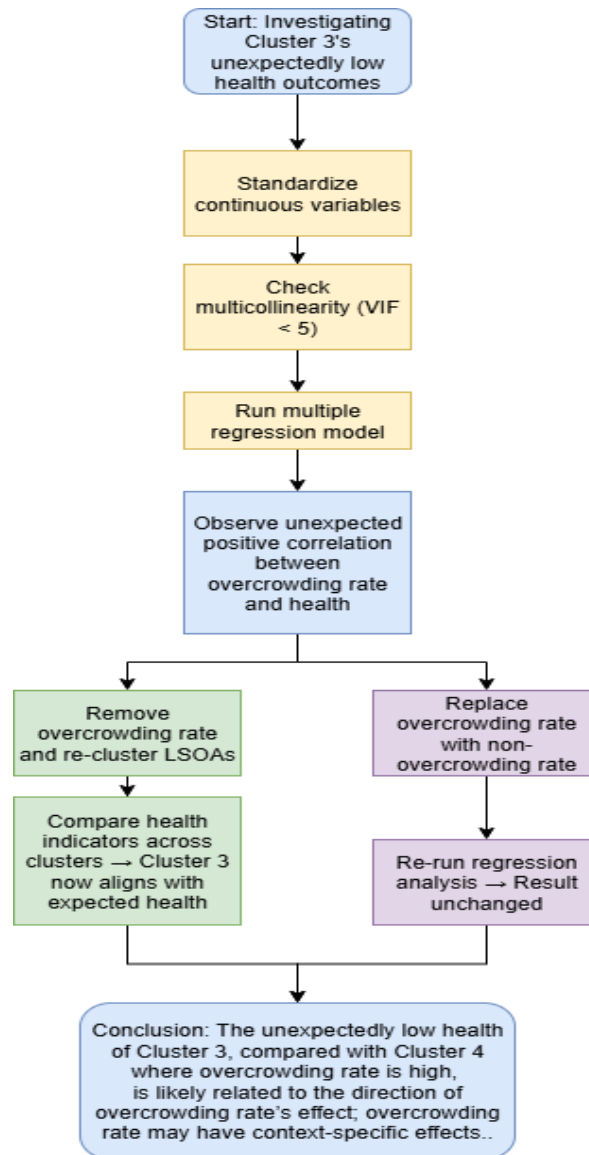 Start: Investigating
Cluster 3's
unexpectedly low
health outcomes
Standardize
continuous variables
Check
multicollinearity (VIF
< 5)
Run multiple
regression model
Observe unexpected
positive correlation
between
overcrowding rate
and health
Remove
overcrowding rate
and re-cluster LSOAs
Compare health
indicators across
clusters → Cluster 3
now aligns with
expected health
Replace
overcrowding rate
with non-
overcrowding rate
Re-run regression
analysis → Result
unchanged
Conclusion: The unexpectedly low health
of Cluster 3, compared with Cluster 4
where overcrowding rate is high,
is likely related to the direction of
overcrowding rate's effect; overcrowding
rate may have context-specific effects..